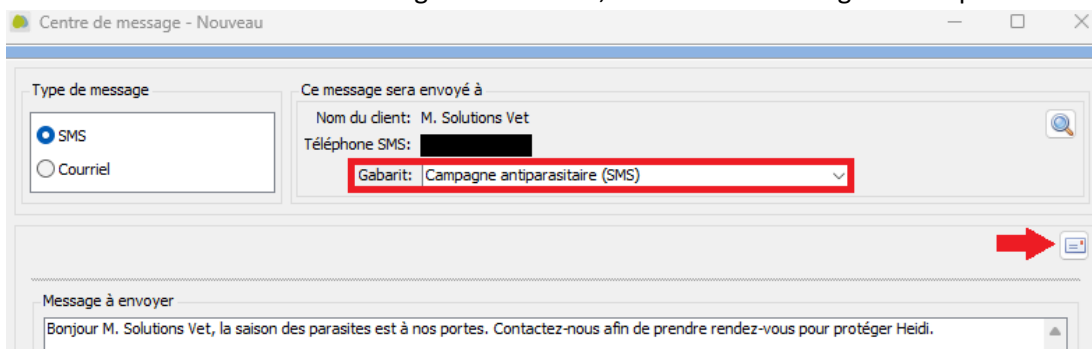 Centre de message - Nouveau
Type de message
SMS
Courriel
Ce message sera envoyé à
Nom du client: M. Solutions Vet
Téléphone SMS:
Gabarit: Campagne antiparasitaire (SMS)
Message à envoyer
Bonjour M. Solutions Vet, la saison des parasites est à nos portes. Contactez-nous afin de prendre rendez-vous pour protéger Heidi.